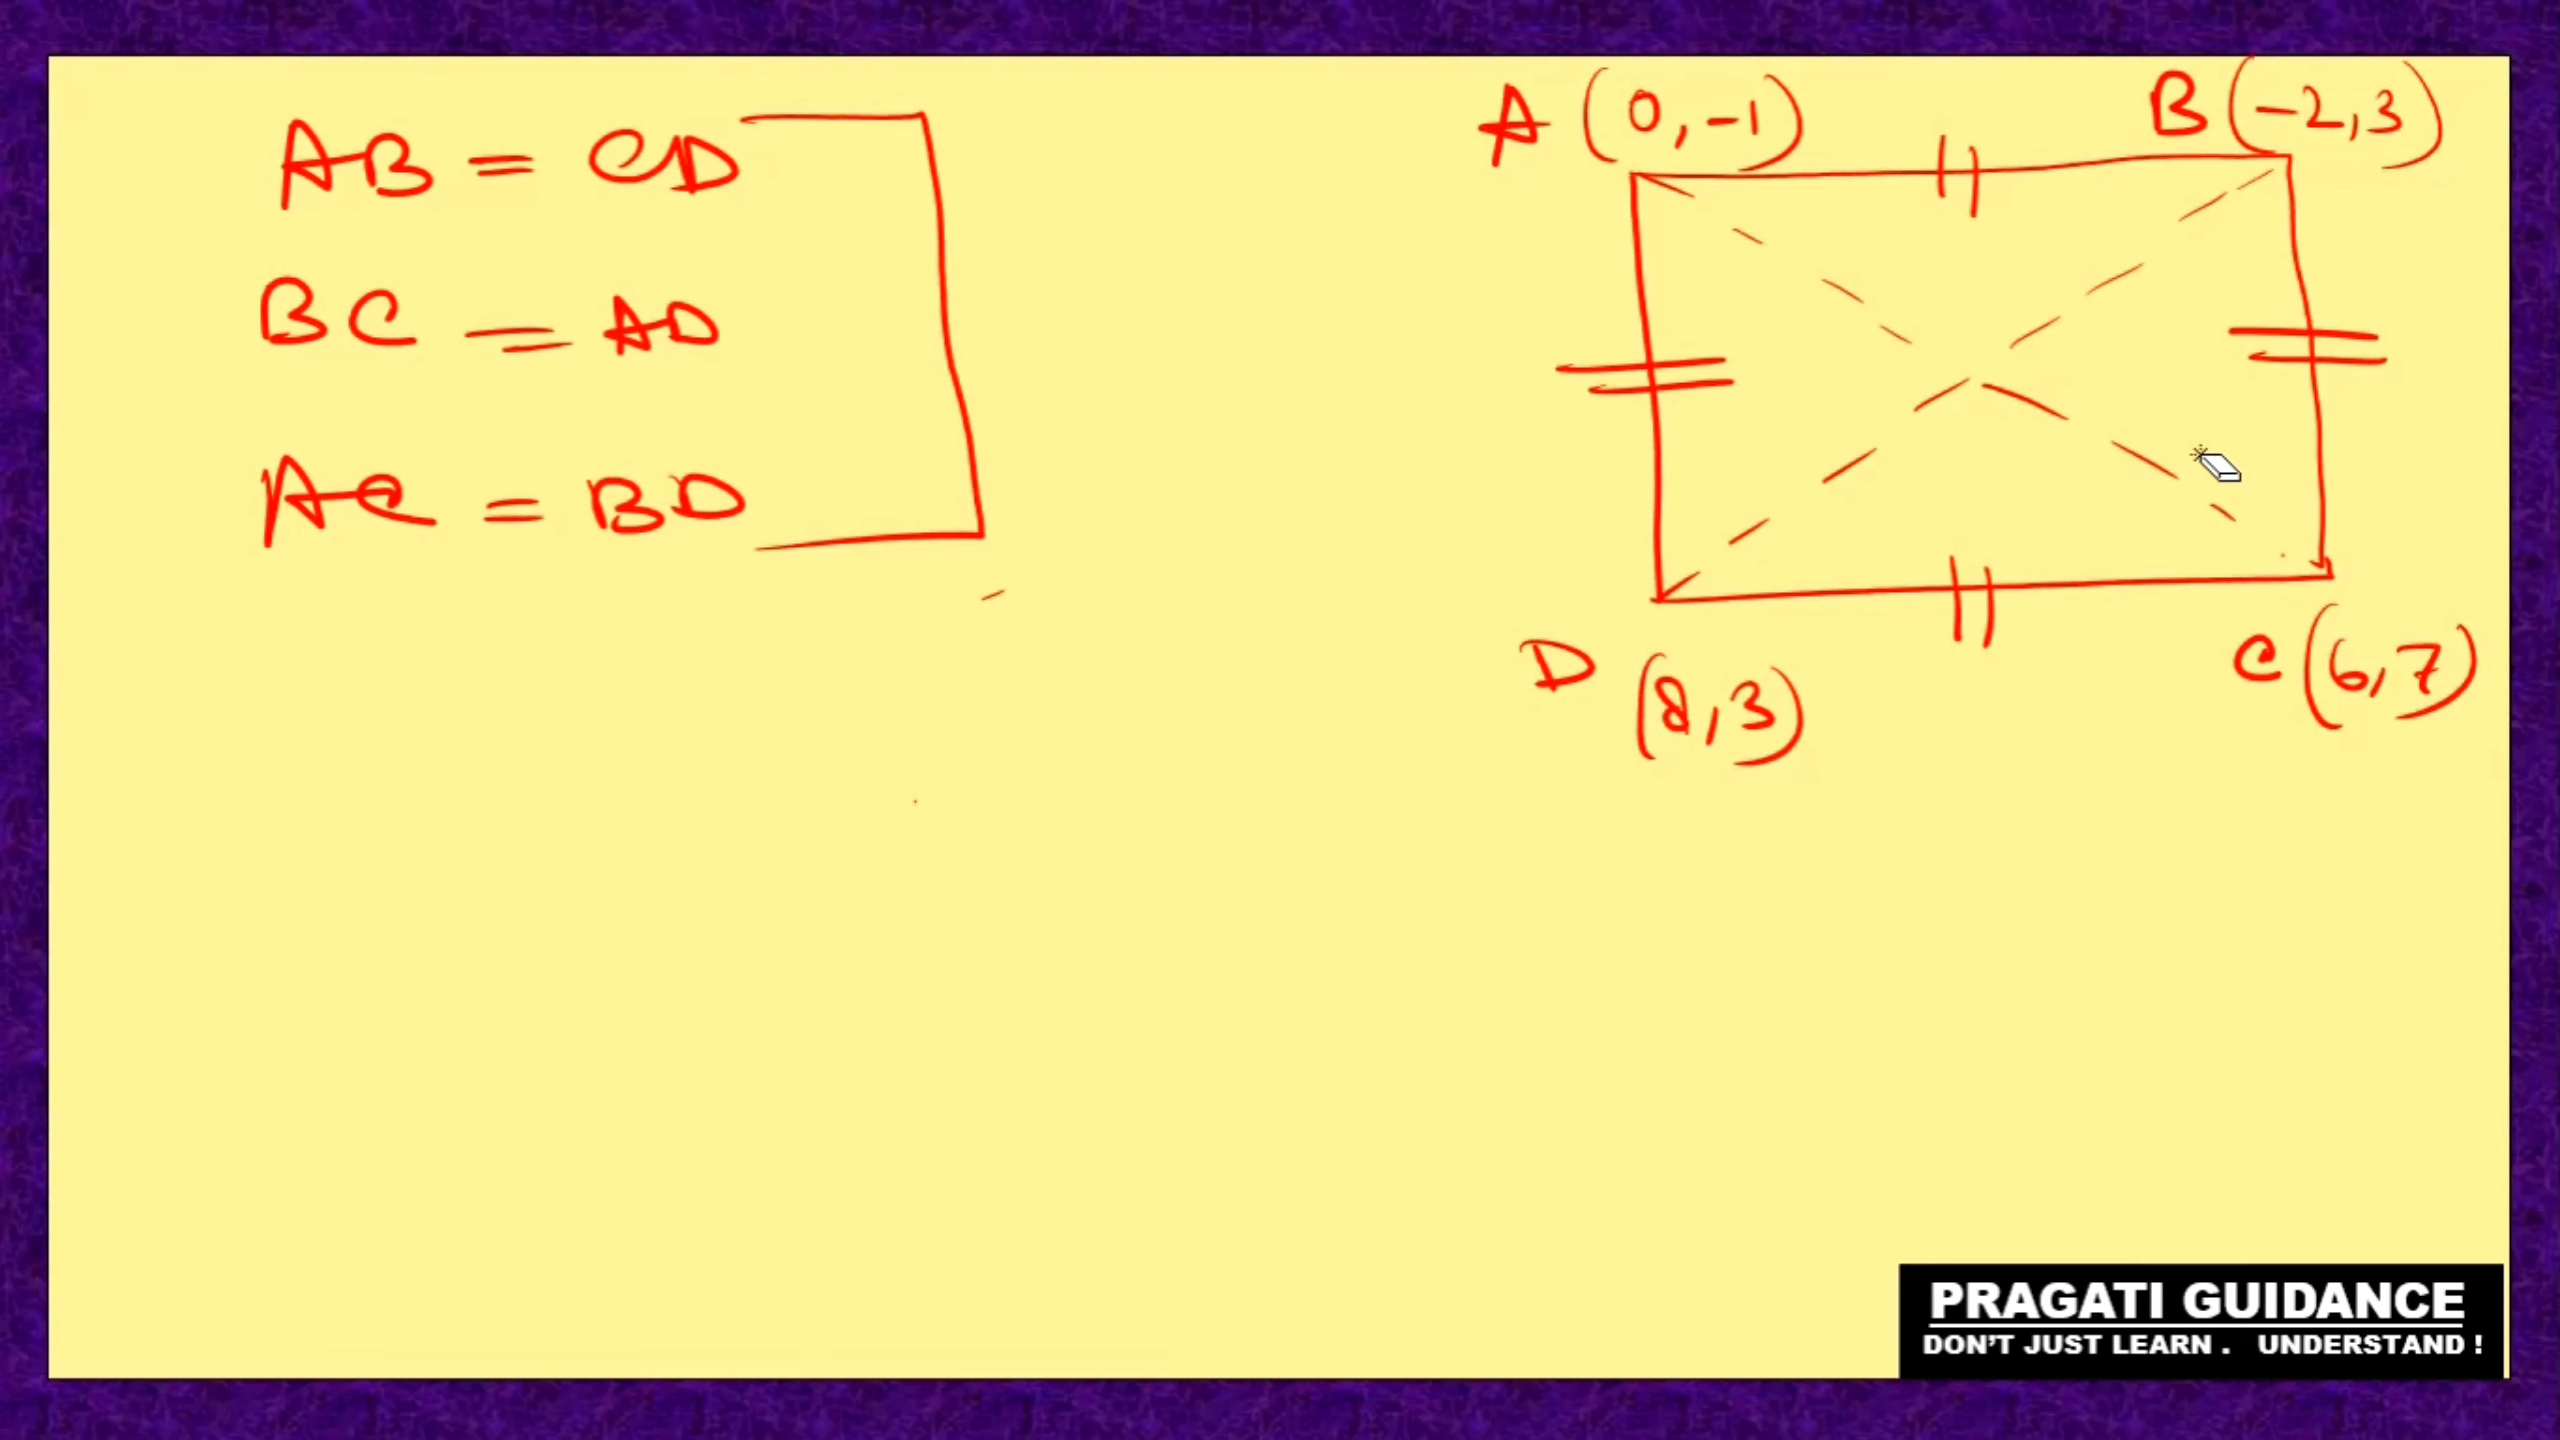 AB = CD
BC = AD
AC = BD
A (0,-1)
B (-2,3)
D (8,3)
C (6,7)
PRAGATI GUIDANCE
DON'T JUST LEARN . UNDERSTAND !